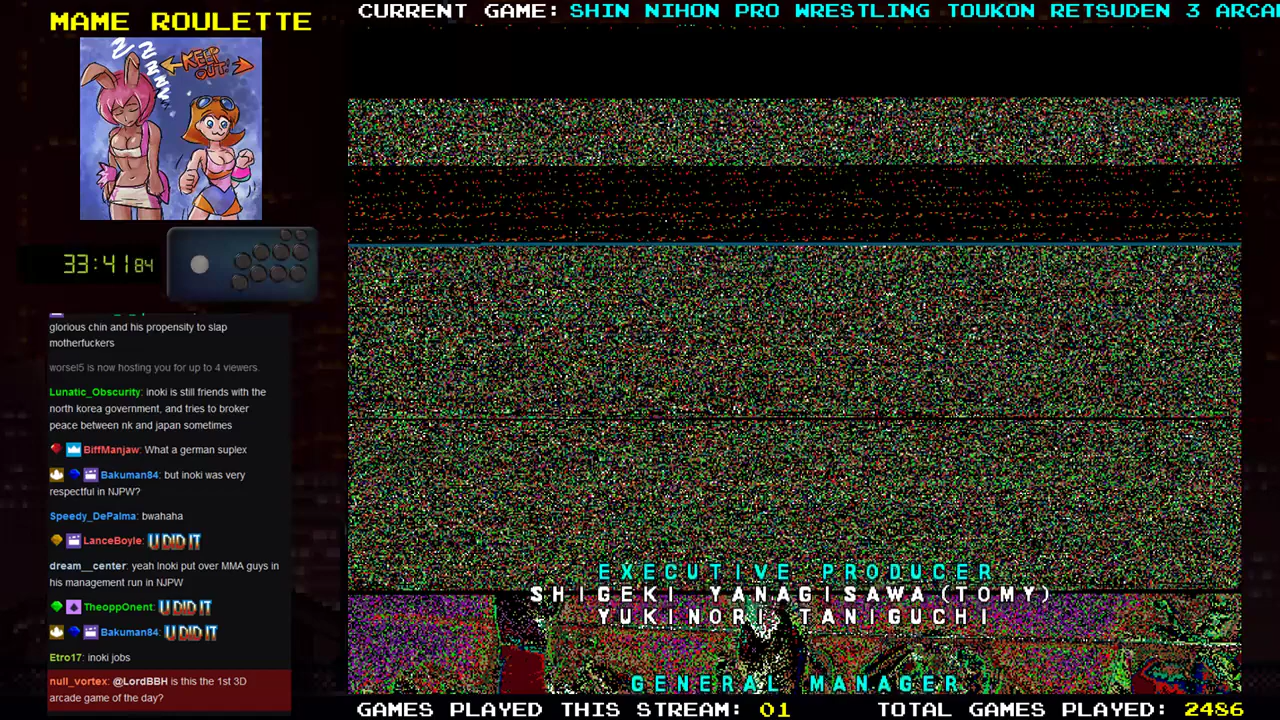 MAME ROULETTE
CURRENT GAME: SHIN NIHON PRO WRESTLING TOUKON RETSUDEN 3 ARCA
Z Z Z Z Z
KEEP
OUT!
33:41 84
glorious chin and his propensity to slap
motherfuckers
worsel5 is now hosting you for up to 4 viewers.
Lunatic_Obscurity: inoki is still friends with the
north korea government, and tries to broker
peace between nk and japan sometimes
BiffManjaw: What a german suplex
Bakuman84: but inoki was very
respectful in NJPW?
Speedy_DePalma: bwahaha
LanceBoyle: U DID IT
dream__center: yeah Inoki put over MMA guys in
his management run in NJPW
TheoppOnent: U DID IT
Bakuman84: U DID IT
Etro17: inoki jobs
null_vortex: @LordBBH is this the 1st 3D
arcade game of the day?
EXECUTIVE PRODUCER
SHIGEKI YANAGISAWA(TOMY)
YUKINORI TANIGUCHI
GENERAL MANAGER
GAMES PLAYED THIS STREAM: 01
TOTAL GAMES PLAYED: 2486